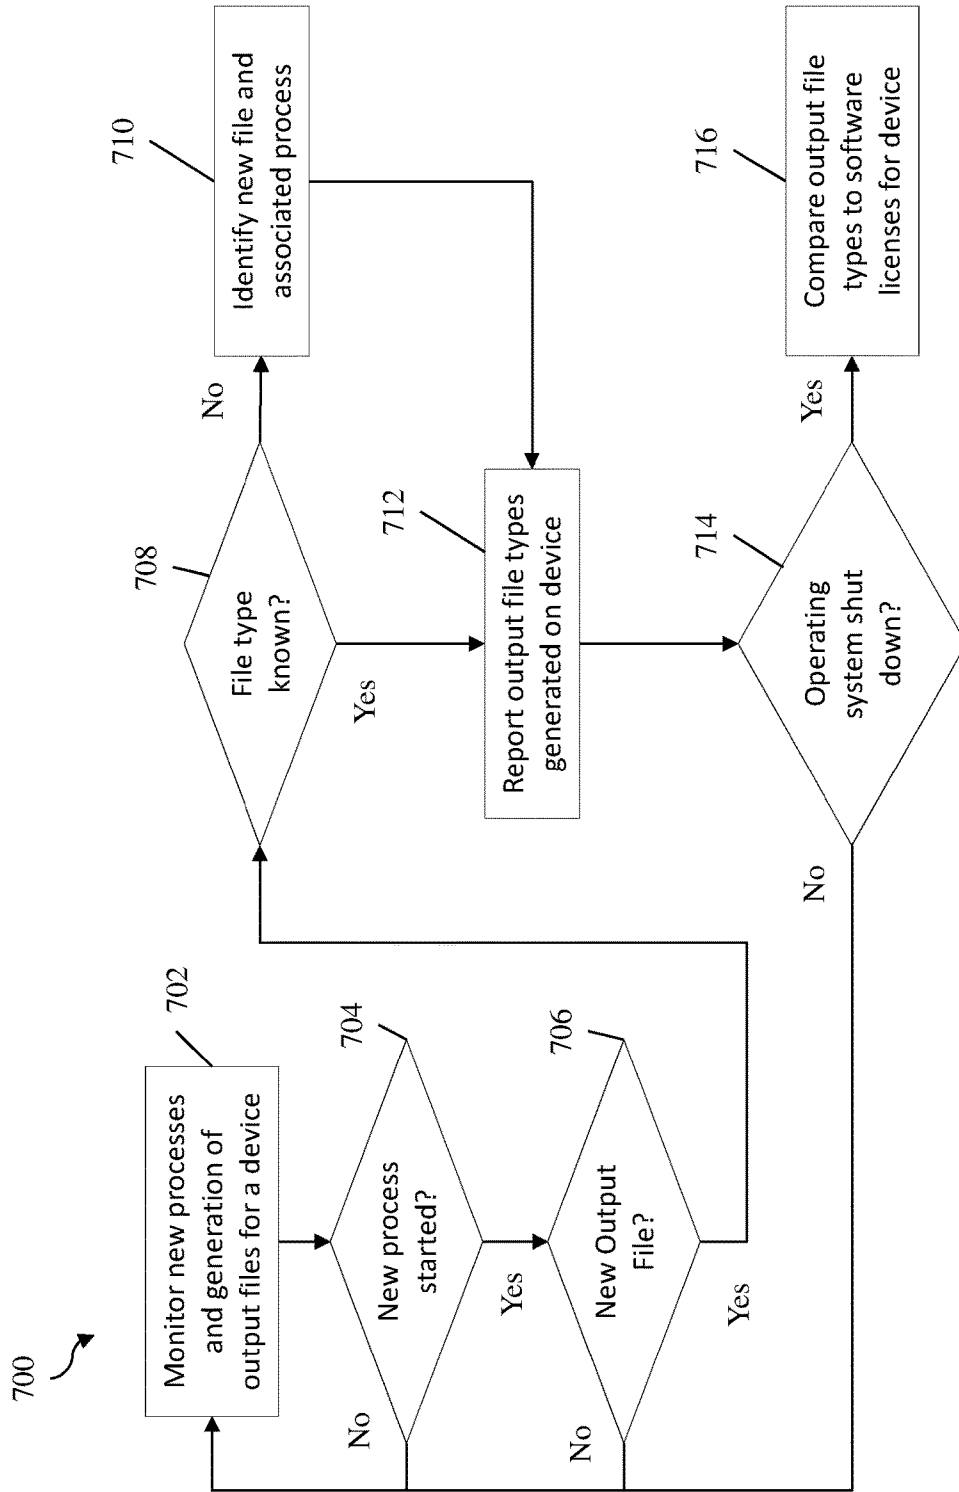 700
702
Monitor new processes
and generation of
output files for a device
704
New process
started?
No
Yes
706
New Output
File?
No
Yes
708
File type
known?
No
Yes
710
Identify new file and
associated process
712
Report output file types
generated on device
714
Operating
system shut
down?
No
Yes
716
Compare output file
types to software
licenses for device